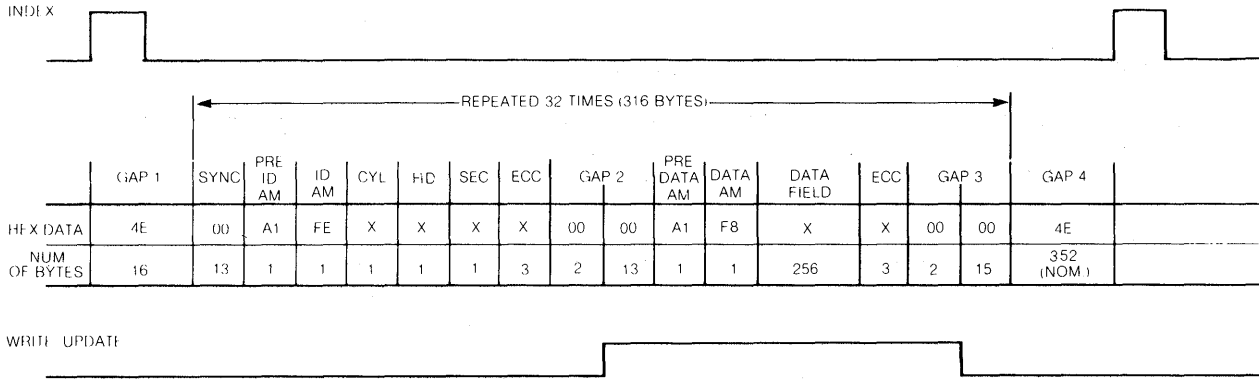 INDEX
REPEATED 32 TIMES (316 BYTES)
GAP 1 SYNC PRE ID AM ID AM CYL HD SEC ECC GAP 2 PRE DATA AM DATA AM DATA FIELD ECC GAP 3 GAP 4
HEX DATA 4E 00 A1 FE X X X X 00 00 A1 F8 X X 00 00 4E
NUM OF BYTES 16 13 1 1 1 1 1 3 2 13 1 1 256 3 2 15 352 (NOM.)
WRITE UPDATE